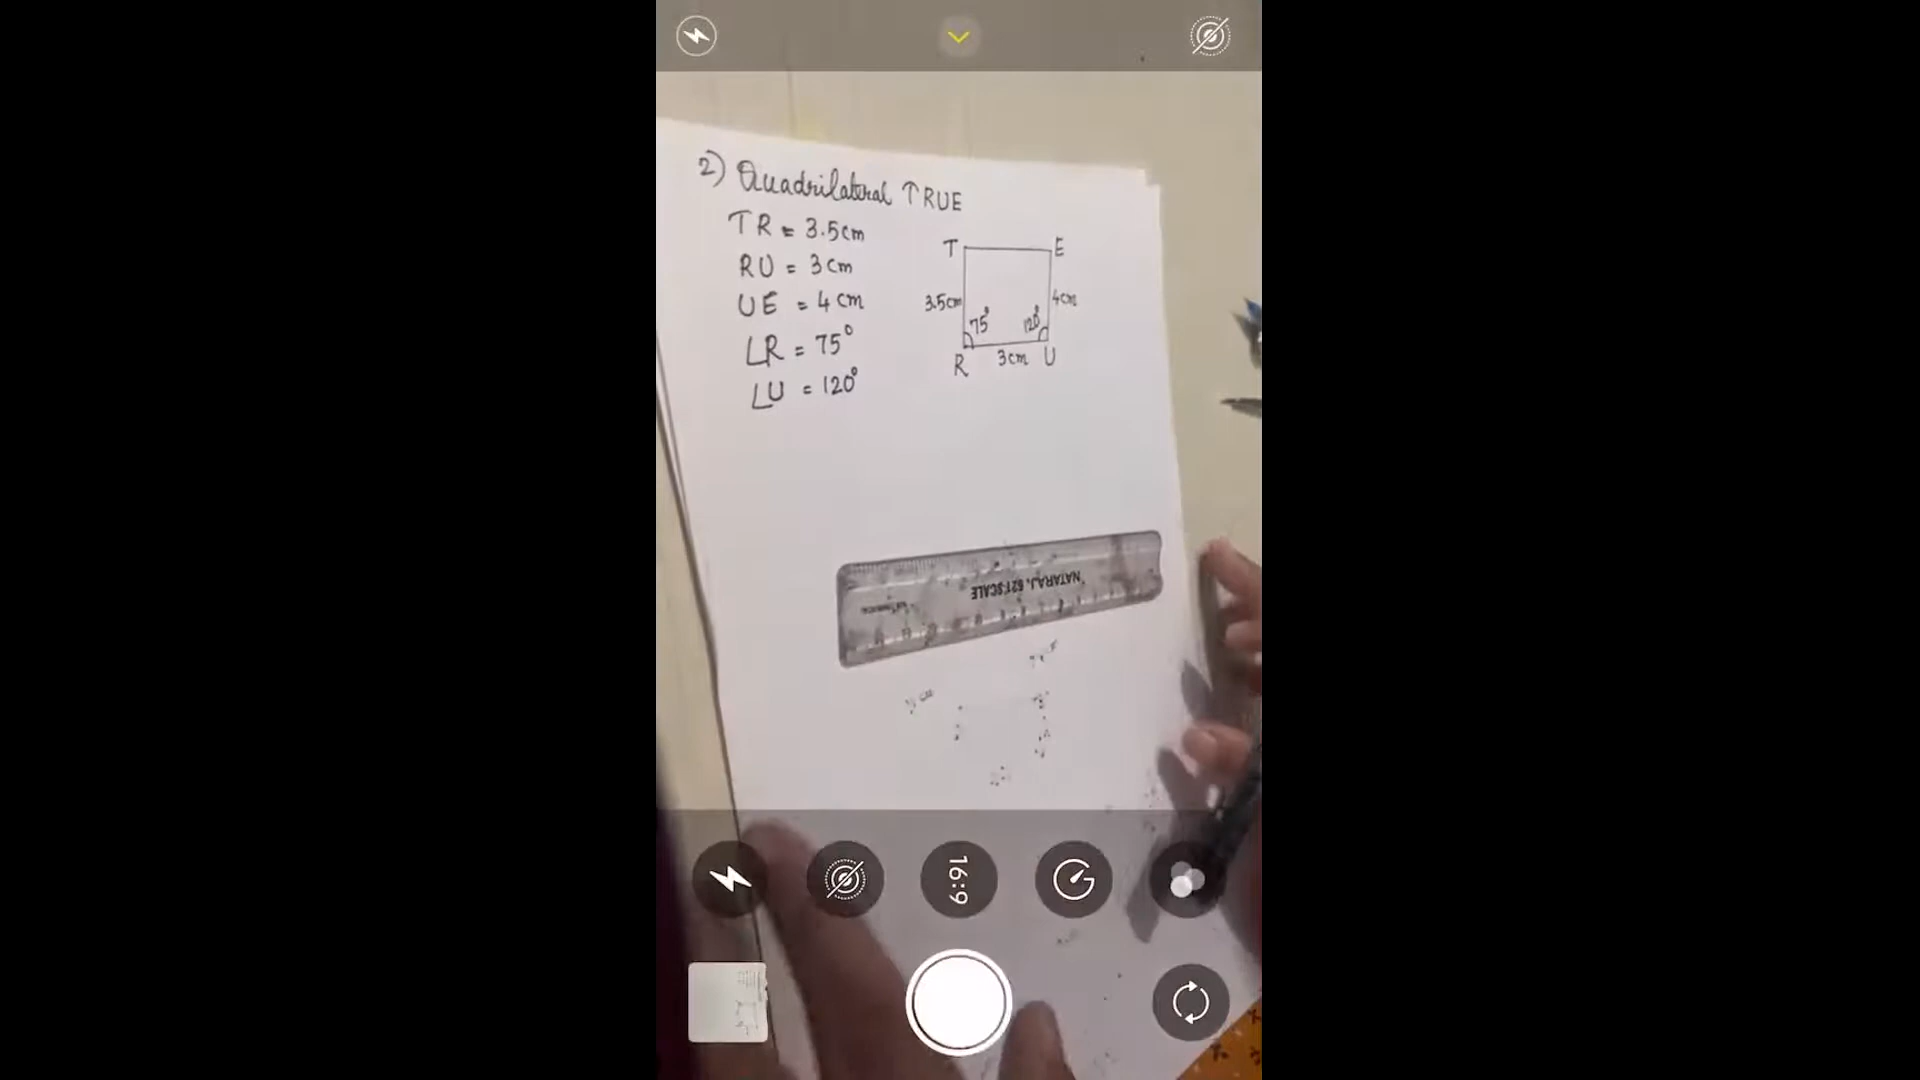 2) Quadrilateral TRUE
TR = 3.5cm
RU = 3cm
UE = 4cm
∠R = 75°
∠U = 120°
T E
3.5cm 4cm
75° 120°
R 3cm U
NATARAJ. 621 SCALE
16:9